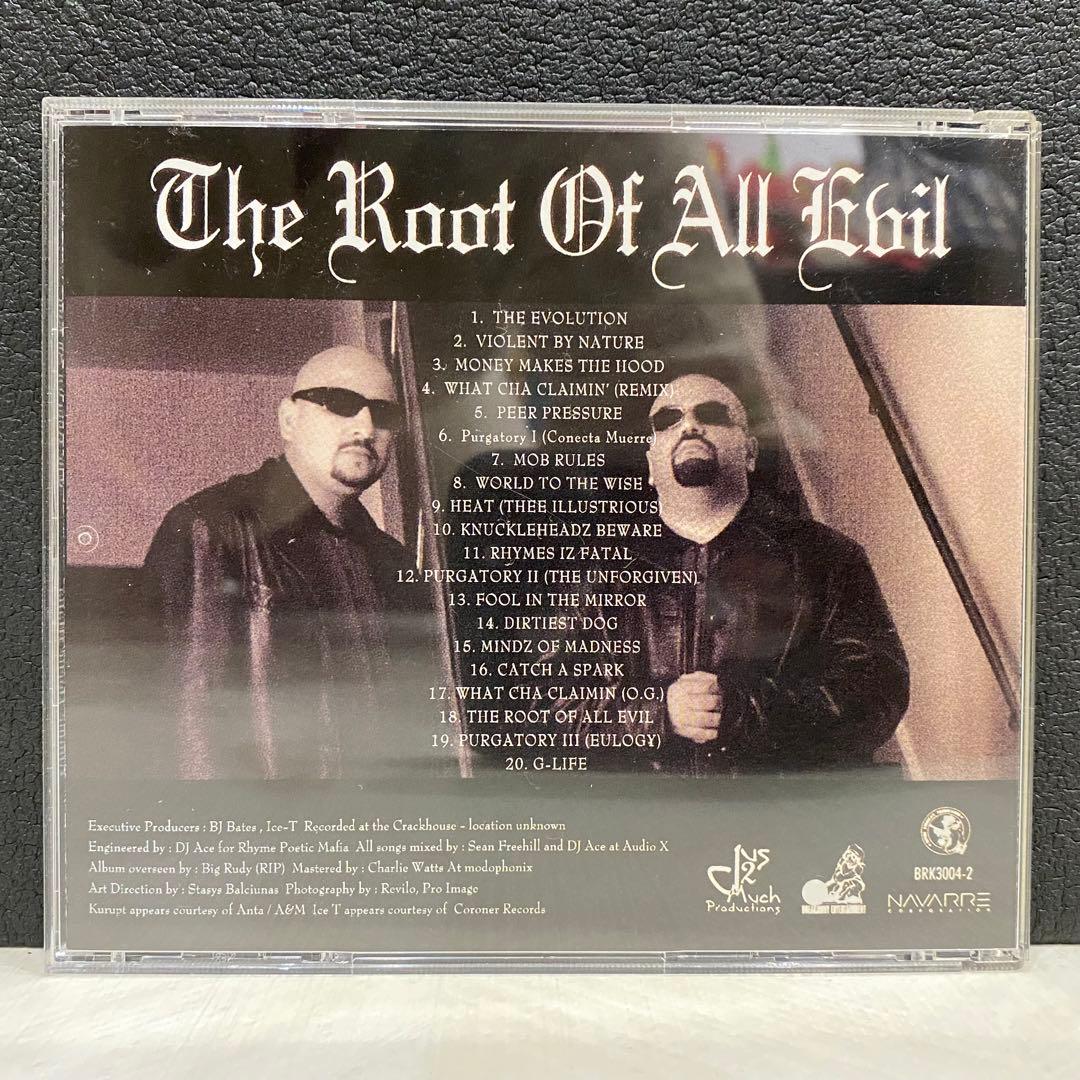 The Root Of All Evil
1. THE EVOLUTION
2. VIOLENT BY NATURE
3. MONEY MAKES THE HOOD
4. WHAT CHA CLAIMIN' (REMIX)
5. PEER PRESSURE
6. Purgatory I (Conecta Muerre)
7. MOB RULES
8. WORLD TO THE WISE
9. HEAT (THEE ILLUSTRIOUS)
10. KNUCKLEHEADZ BEWARE
11. RHYMES IZ FATAL
12. PURGATORY II (THE UNFORGIVEN)
13. FOOL IN THE MIRROR
14. DIRTIEST DOG
15. MINDZ OF MADNESS
16. CATCH A SPARK
17. WHAT CHA CLAIMIN (O.G.)
18. THE ROOT OF ALL EVIL
19. PURGATORY III (EULOGY)
20. G-LIFE
Executive Producers : BJ Bates , Ice-T Recorded at the Crackhouse - location unknown
Engineered by : DJ Ace for Rhyme Poetic Mafia All songs mixed by : Sean Freehill and DJ Ace at Audio X
Album overseen by : Big Rudy (RIP) Mastered by : Charlie Watts At modophonix
Art Direction by : Stasys Balciunas Photography by : Revilo, Pro Image
Kurupt appears courtesy of Anta / A&M Ice T appears courtesy of Coroner Records
Jus
2
Much
Productions
BRK3004-2
NAVARRE
CORPORATION